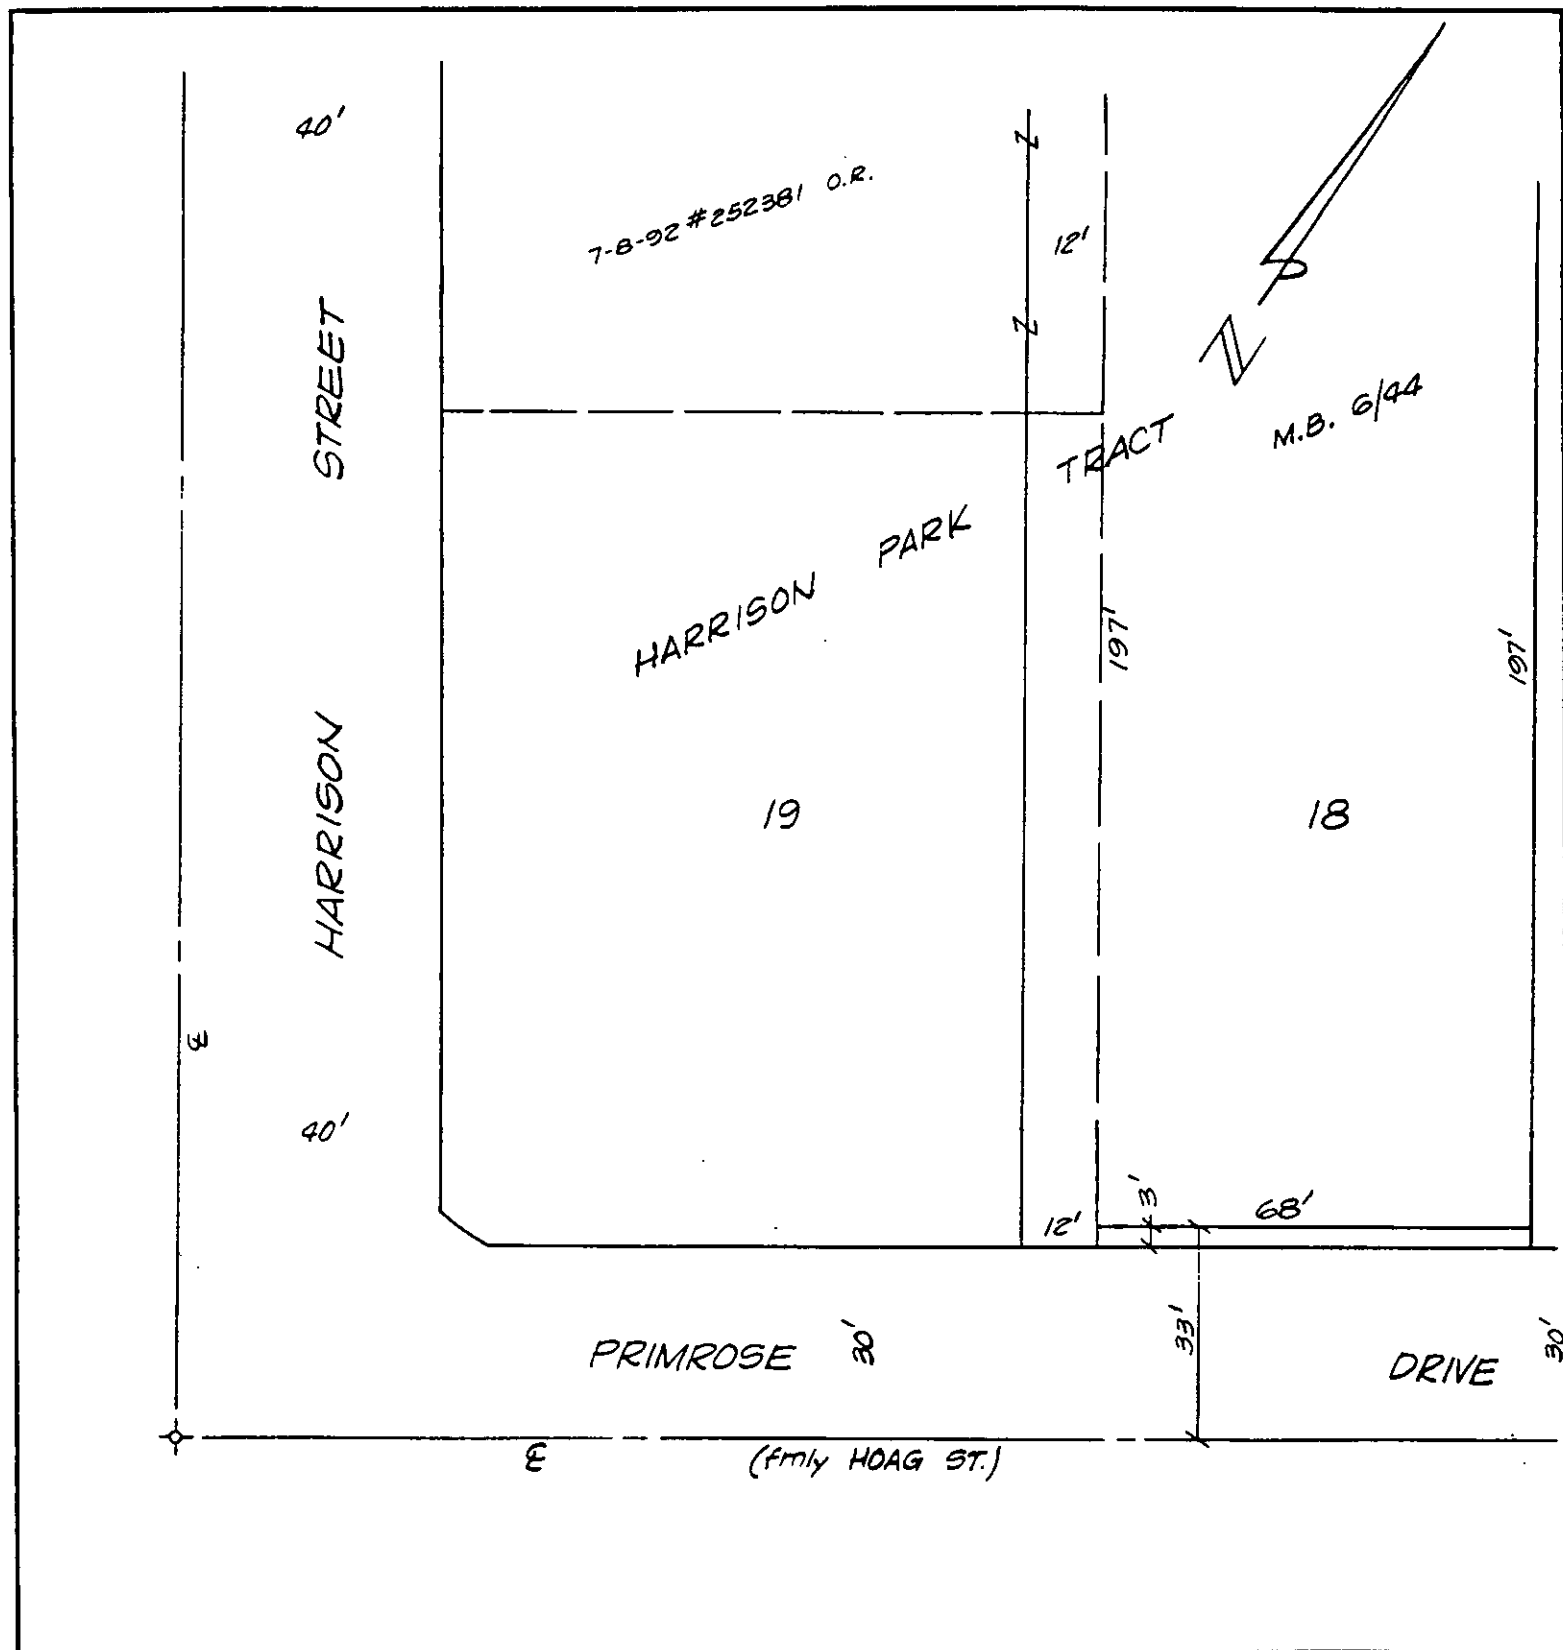 40'
7-8-92 #252381 O.R.
12'
N
HARRISON STREET
HARRISON PARK TRACT
M.B. 6/44
197'
197'
19
18
℄
40'
12'
3'
68'
PRIMROSE 30'
33'
DRIVE 30'
℄
(fmly HOAG ST.)